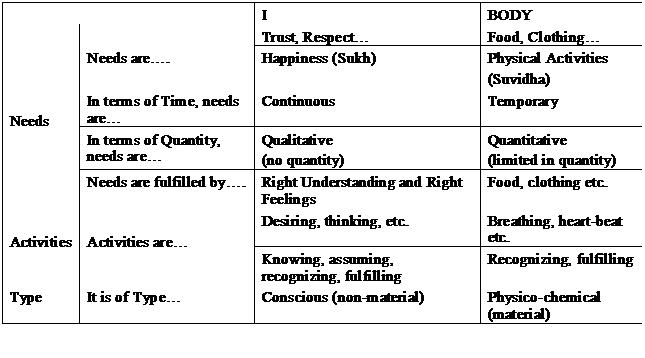 I BODY
Trust, Respect… Food, Clothing…
Needs are…. Happiness (Sukh) Physical Activities
(Suvidha)
In terms of Time, needs Continuous Temporary
are…
Needs
In terms of Quantity, Qualitative Quantitative
needs are… (no quantity) (limited in quantity)
Needs are fulfilled by…. Right Understanding and Right Food, clothing etc.
Feelings
Desiring, thinking, etc. Breathing, heart-beat
Activities Activities are… etc.
Knowing, assuming, Recognizing, fulfilling
recognizing, fulfilling
Type It is of Type… Conscious (non-material) Physico-chemical
(material)